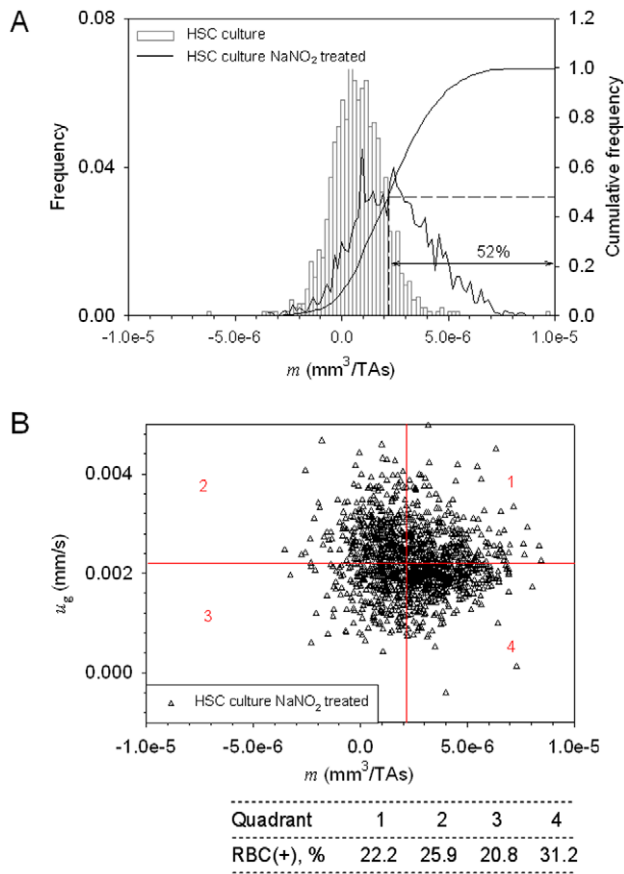 A
HSC culture
HSC culture NaNO2 treated
0.08
0.04
0.00
Frequency
1.2
1.0
0.8
0.6
0.4
0.2
0.0
Cumulative frequency
52%
-1.0e-5 -5.0e-6 0.0 5.0e-6 1.0e-5
m (mm3/TAs)
B
0.004
0.002
0.000
ug (mm/s)
2
1
3
4
HSC culture NaNO2 treated
-1.0e-5 -5.0e-6 0.0 5.0e-6 1.0e-5
m (mm3/TAs)
Quadrant 1 2 3 4
RBC(+), % 22.2 25.9 20.8 31.2